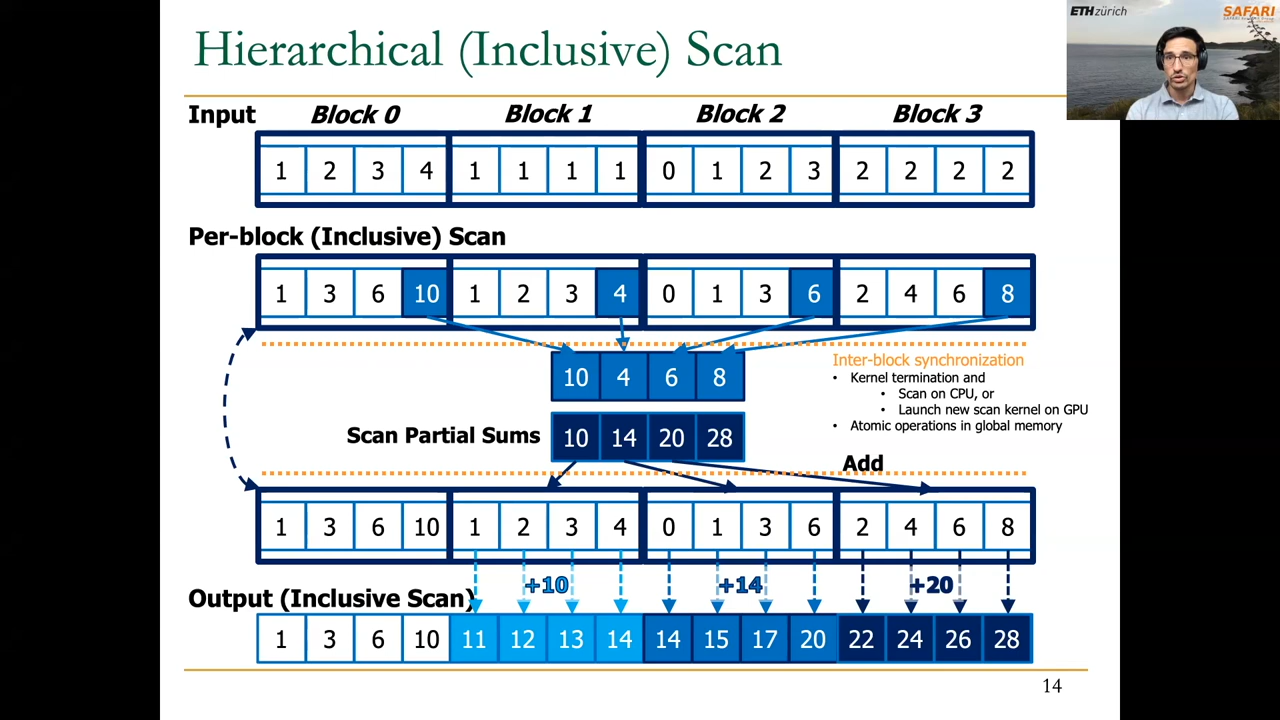 Hierarchical (Inclusive) Scan
ETHzürich
SAFARI
Input Block 0 Block 1 Block 2 Block 3
1 2 3 4 1 1 1 1 0 1 2 3 2 2 2 2
Per-block (Inclusive) Scan
1 3 6 10 1 2 3 4 0 1 3 6 2 4 6 8
10 4 6 8
Inter-block synchronization
• Kernel termination and
• Scan on CPU, or
• Launch new scan kernel on GPU
• Atomic operations in global memory
Scan Partial Sums 10 14 20 28
Add
1 3 6 10 1 2 3 4 0 1 3 6 2 4 6 8
+10 +14 +20
Output (Inclusive Scan)
1 3 6 10 11 12 13 14 14 15 17 20 22 24 26 28
14